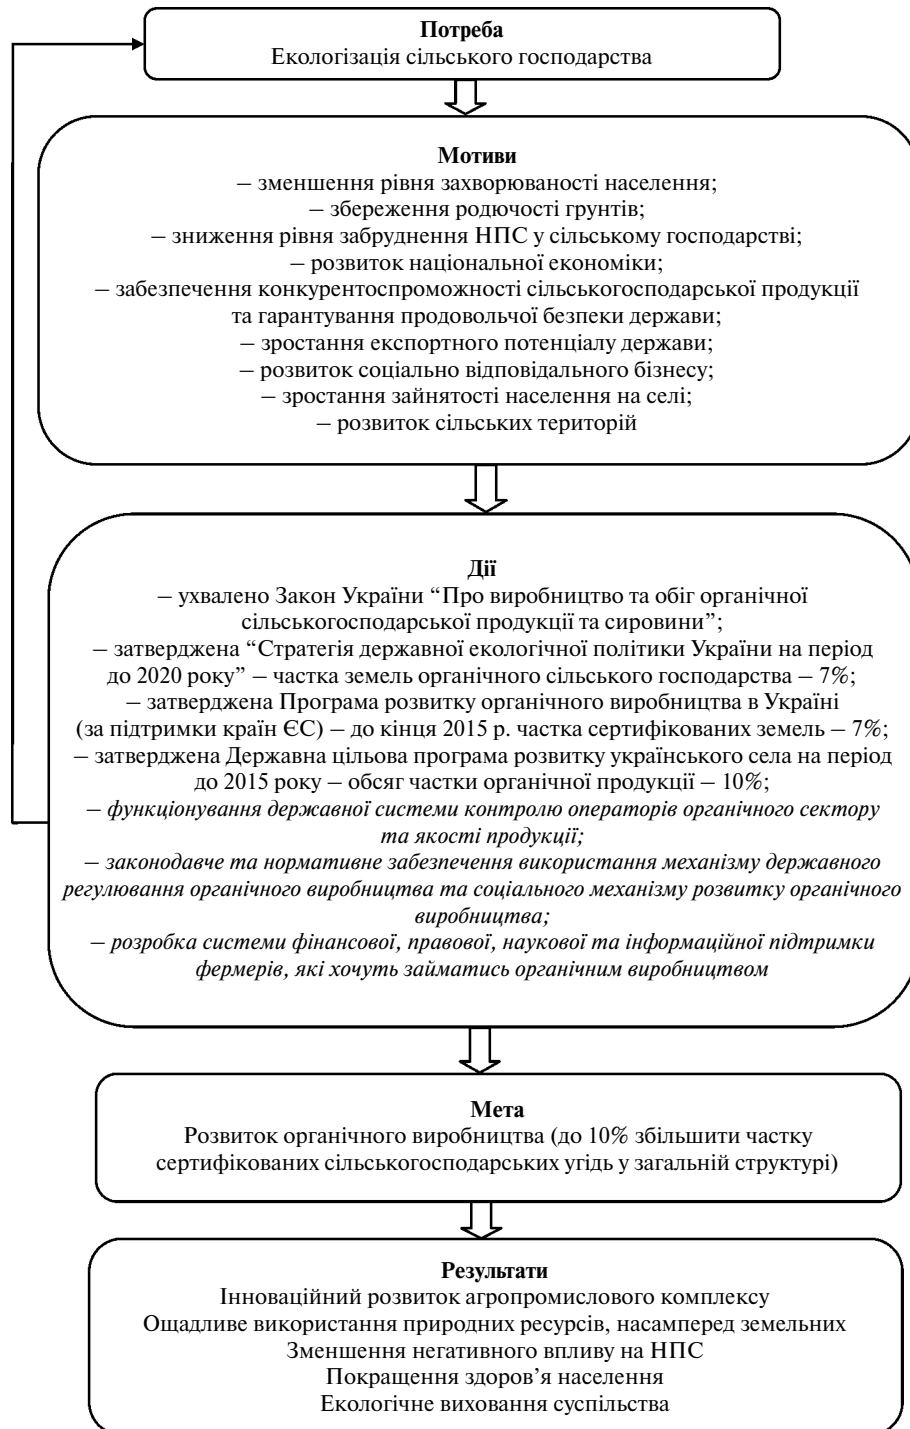 Потреба
Екологізація сільського господарства
Мотиви
– зменшення рівня захворюваності населення;
– збереження родючості грунтів;
– зниження рівня забруднення НПС у сільському господарстві;
– розвиток національної економіки;
– забезпечення конкурентоспроможності сільськогосподарської продукції
та гарантування продовольчої безпеки держави;
– зростання експортного потенціалу держави;
– розвиток соціально відповідального бізнесу;
– зростання зайнятості населення на селі;
– розвиток сільських територій
Дії
– ухвалено Закон України “Про виробництво та обіг органічної
сільськогосподарської продукції та сировини”;
– затверджена “Стратегія державної екологічної політики України на період
до 2020 року” – частка земель органічного сільського господарства – 7%;
– затверджена Програма розвитку органічного виробництва в Україні
(за підтримки країн ЄС) – до кінця 2015 р. частка сертифікованих земель – 7%;
– затверджена Державна цільова програма розвитку українського села на період
до 2015 року – обсяг частки органічної продукції – 10%;
– функціонування державної системи контролю операторів органічного сектору
та якості продукції;
– законодавче та нормативне забезпечення використання механізму державного
регулювання органічного виробництва та соціального механізму розвитку органічного
виробництва;
– розробка системи фінансової, правової, наукової та інформаційної підтримки
фермерів, які хочуть займатись органічним виробництвом
Мета
Розвиток органічного виробництва (до 10% збільшити частку
сертифікованих сільськогосподарських угідь у загальній структурі)
Результати
Інноваційний розвиток агропромислового комплексу
Ощадливе використання природних ресурсів, насамперед земельних
Зменшення негативного впливу на НПС
Покращення здоров’я населення
Екологічне виховання суспільства